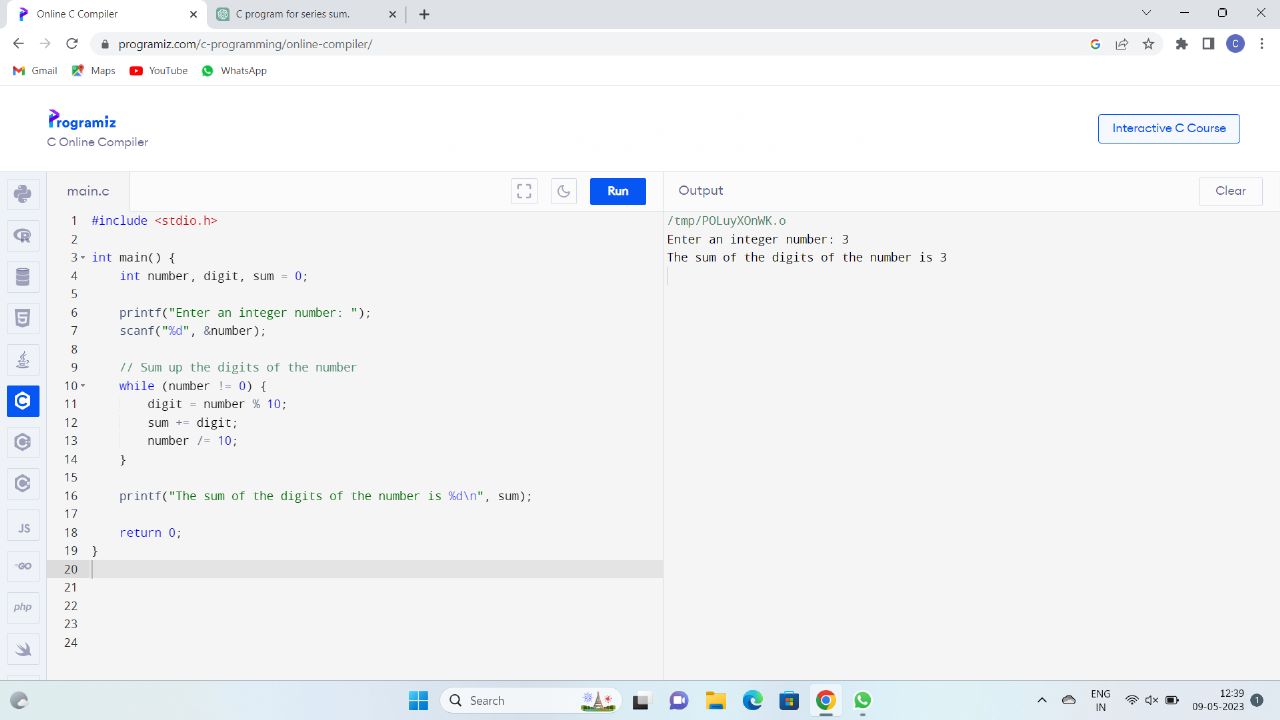 Online C Compiler
C program for series sum.
programiz.com/c-programming/online-compiler/
Gmail Maps YouTube WhatsApp
Programiz
C Online Compiler
Interactive C Course
main.c
Run
Output
Clear
1 #include <stdio.h>
2
3 int main() {
4     int number, digit, sum = 0;
5
6     printf("Enter an integer number: ");
7     scanf("%d", &number);
8
9     // Sum up the digits of the number
10     while (number != 0) {
11         digit = number % 10;
12         sum += digit;
13         number /= 10;
14     }
15
16     printf("The sum of the digits of the number is %d\n", sum);
17
18     return 0;
19 }
20
21
22
23
24
/tmp/POLuyXOnWK.o
Enter an integer number: 3
The sum of the digits of the number is 3
JS
GO
php
Search
ENG
IN
12:39
09-05-2023
1